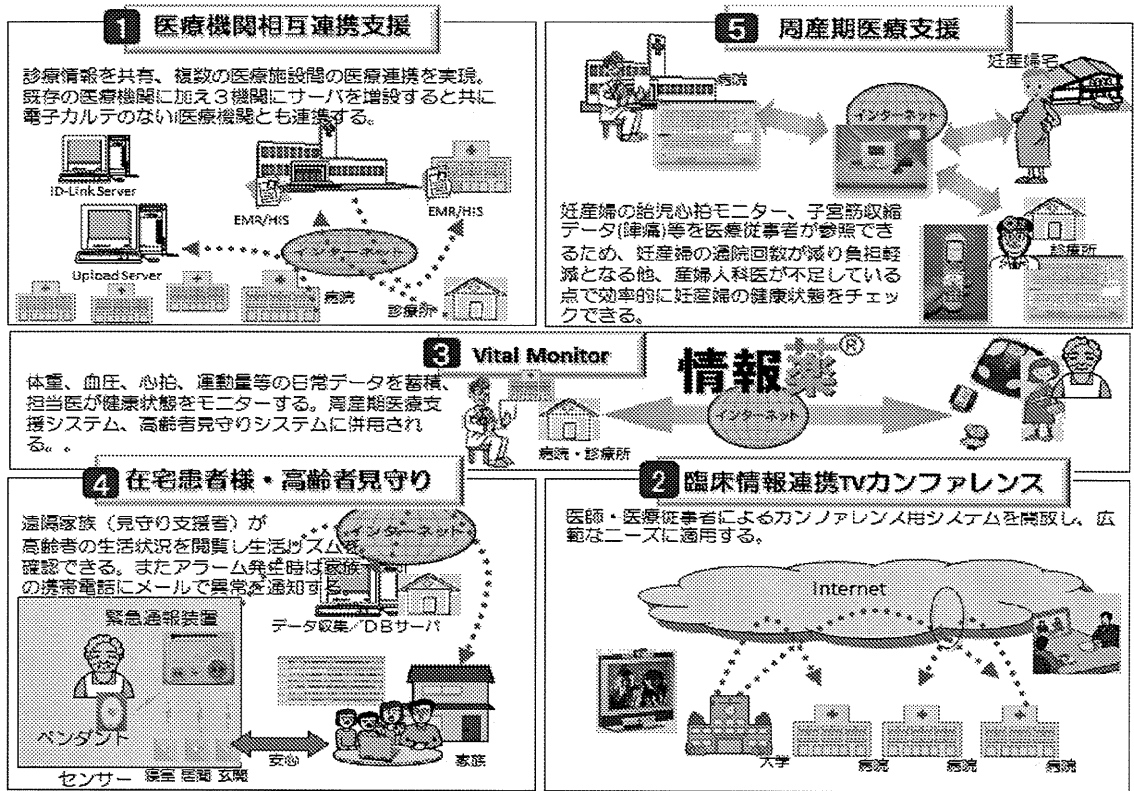 1 医療機関相互連携支援
診療情報を共有、複数の医療施設間の医療連携を実現。
既存の医療機関に加え3機関にサーバを増設すると共に
電子カルテのない医療機関とも連携する。
ID-Link Server
EMR/HIS
EMR/HIS
インターネット
Upload Server
病院
診療所
5 周産期医療支援
病院
妊産婦宅
インターネット
妊産婦の胎児心拍モニター、子宮筋収縮
データ(陣痛)等を医療従事者が参照でき
るため、妊産婦の通院回数が減り負担軽
減となる他、産婦人科医が不足している
点で効率的に妊産婦の健康状態をチェッ
クできる。
診療所
3 Vital Monitor
情報薬®
体重、血圧、心拍、運動量等の日常データを蓄積、
担当医が健康状態をモニターする。周産期医療支
援システム、高齢者見守りシステムに併用され
る。。
インターネット
病院・診療所
4 在宅患者様・高齢者見守り
遠隔家族（見守り支援者）が
高齢者の生活状況を閲覧し生活リズムを
確認できる。またアラーム発生時は家族
の携帯電話にメールで異常を通知する。
インターネット
データ収集/DBサーバ
緊急通報装置
ペンダント
センサー 寝室 居間 玄関
安心
家族
2 臨床情報連携TVカンファレンス
医師・医療従事者によるカンファレンス用システムを開放し、広
範なニーズに適用する。
Internet
大学
病院
病院
病院